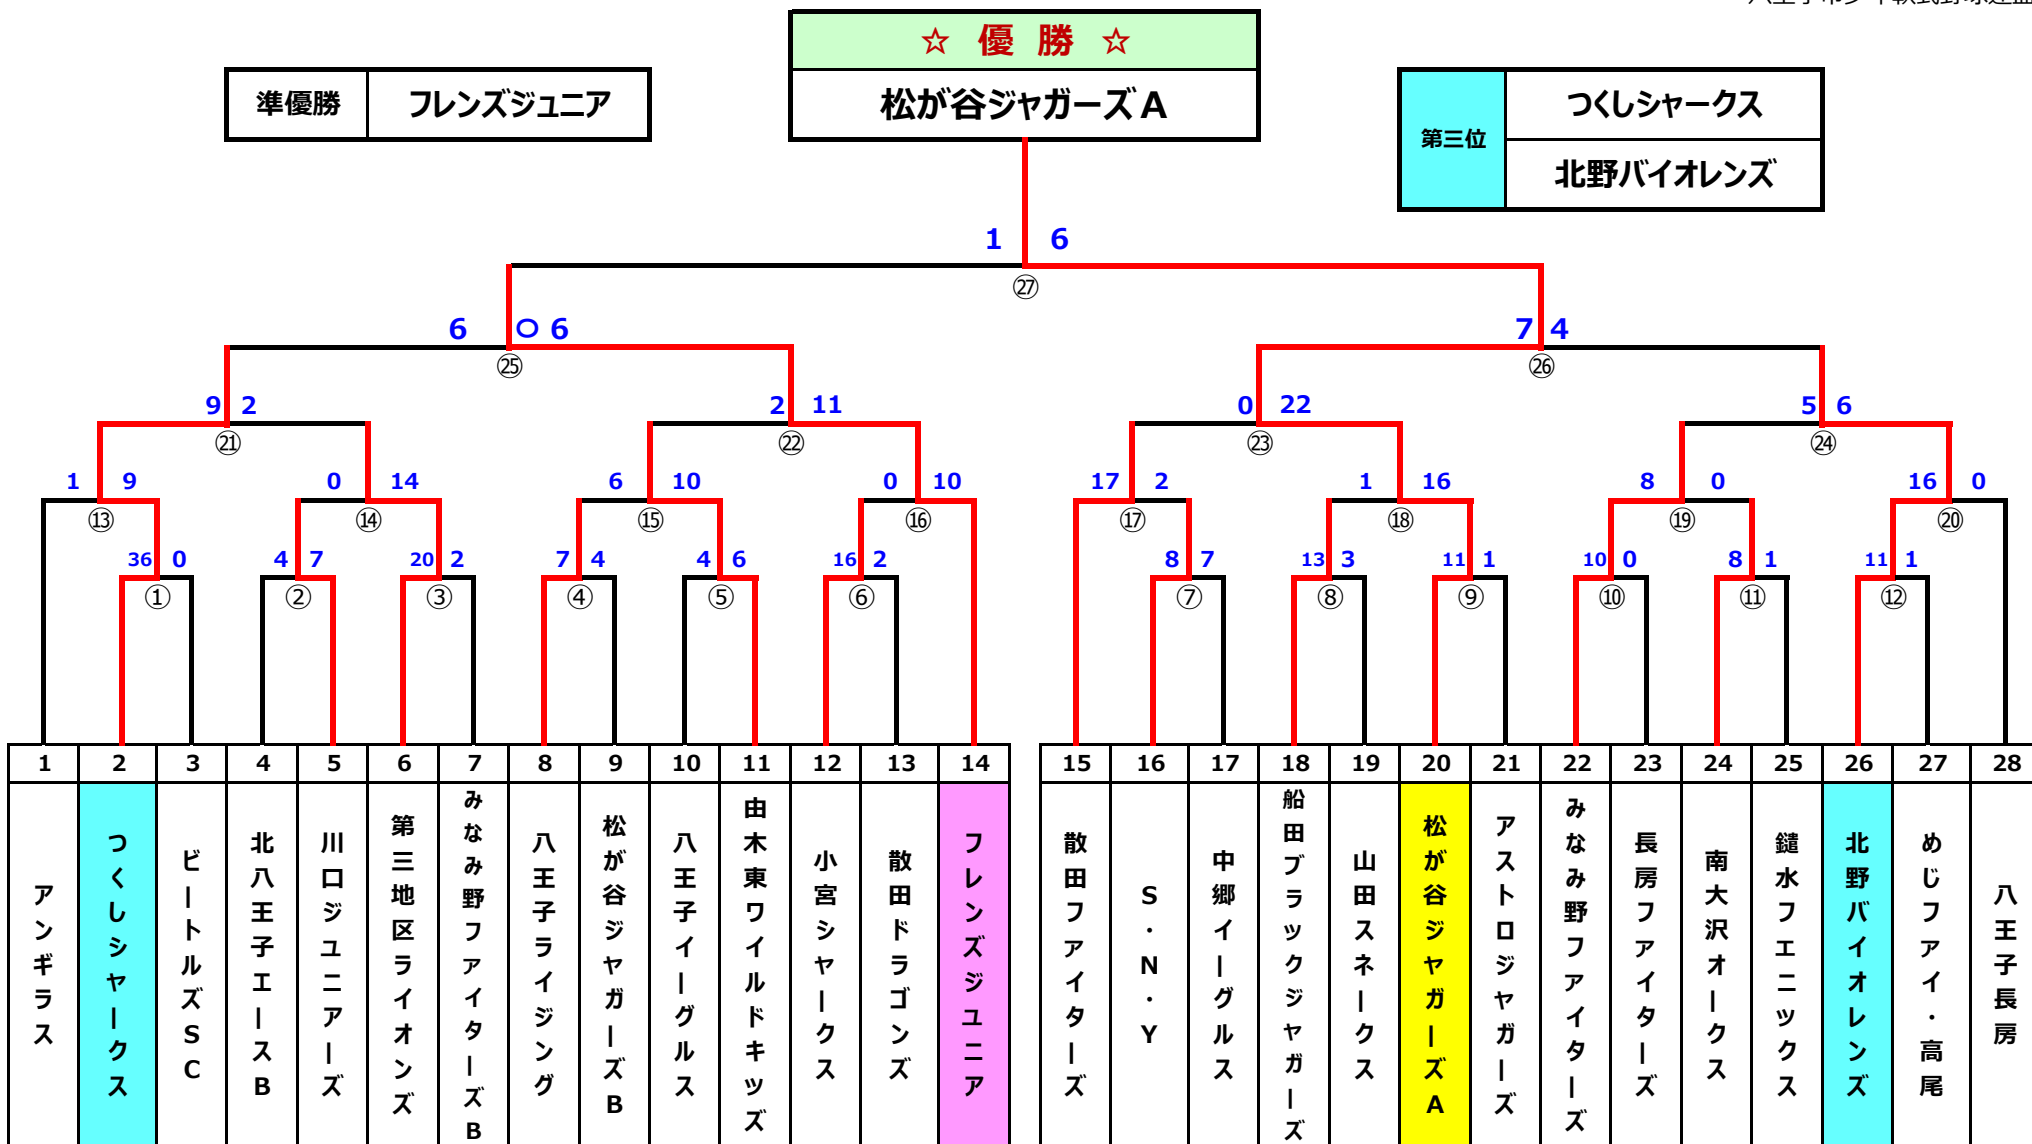 ☆ 優 勝 ☆
松が谷ジャガーズA
準優勝 フレンズジュニア
第三位
つくしシャークス
北野バイオレンズ
1 6
㉗
6 〇 6 7 4
㉕ ㉖
9 2 2 11 0 22 5 6
㉑ ㉒ ㉓ ㉔
1 9 0 14 6 10 0 10 17 2 1 16 8 0 16 0
⑬ ⑭ ⑮ ⑯ ⑰ ⑱ ⑲ ⑳
36 0 4 7 20 2 7 4 4 6 16 2 8 7 13 3 11 1 10 0 8 1 11 1
① ② ③ ④ ⑤ ⑥ ⑦ ⑧ ⑨ ⑩ ⑪ ⑫
1 2 3 4 5 6 7 8 9 10 11 12 13 14 15 16 17 18 19 20 21 22 23 24 25 26 27 28
アンギラス
つくしシャークス
ビートルズSC
北八王子エースB
川口ジュニアーズ
第三地区ライオンズ
みなみ野ファイターズB
八王子ライジング
松が谷ジャガーズB
八王子イーグルス
由木東ワイルドキッズ
小宮シャークス
散田ドラゴンズ
フレンズジュニア
散田ファイターズ
S・N・Y
中郷イーグルス
船田ブラックジャガーズ
山田スネークス
松が谷ジャガーズA
アストロジャガーズ
みなみ野ファイターズ
長房ファイターズ
南大沢オークス
鑓水フェニックス
北野バイオレンズ
めじファイ・高尾
八王子長房